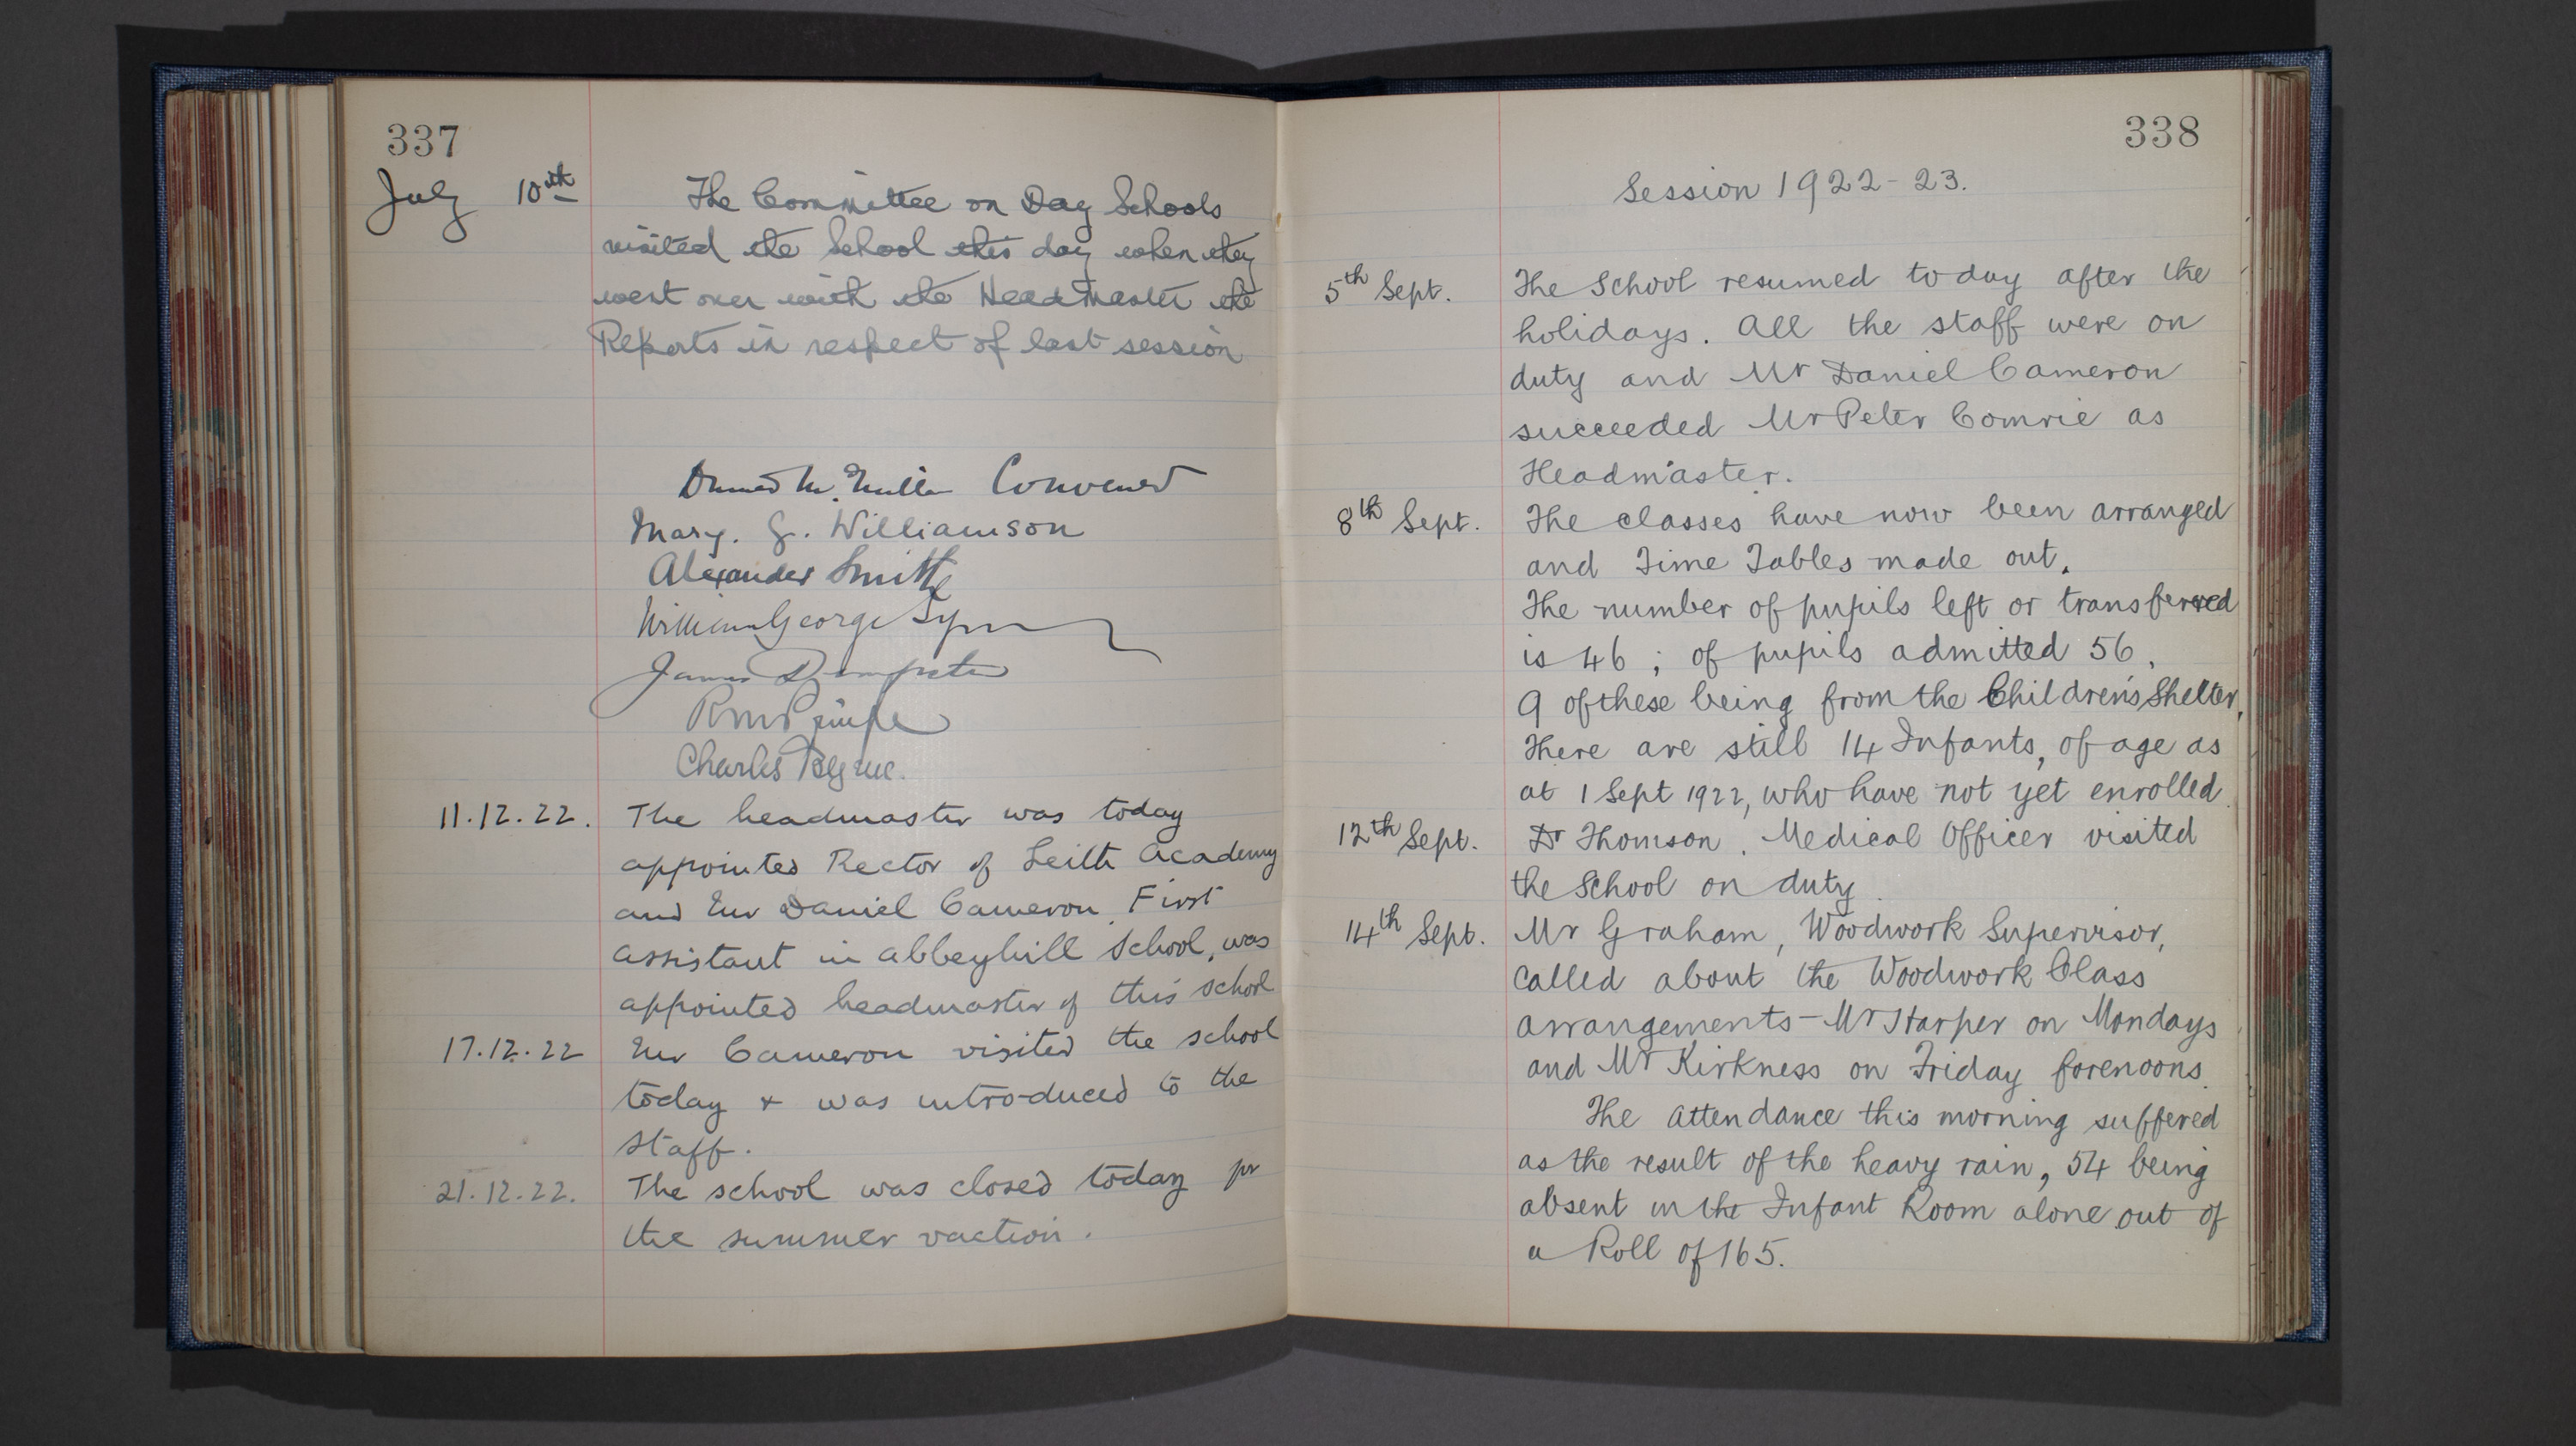 337
July 10th
The Committee on Day Schools
visited the School this day when they
went over with the Headmaster the
Reports in respect of last session
Convener
Mary. G. Williamson
Alexander Smith
William George
James Dempster
Charles Byrne.
11.12.22. The headmaster was today
appointed Rector of Leith Academy
and Mr Daniel Cameron, First
assistant in Abbeyhill School, was
appointed headmaster of this school
17.12.22 Mr Cameron visited the school
today & was introduced to the
staff.
21.12.22. The school was closed today for
the summer vaction.
338
Session 1922-23.
5th Sept. The School resumed today after the
holidays. All the staff were on
duty and Mr Daniel Cameron
succeeded Mr Peter Comrie as
Headmaster.
8th Sept. The classes have now been arranged
and Time Tables made out.
The number of pupils left or transferred
is 46 ; of pupils admitted 56,
9 of these being from the Children's Shelter.
There are still 14 Infants, of age as
at 1 Sept 1922, who have not yet enrolled.
12th Sept. Dr Thomson, Medical Officer visited
the School on duty.
14th Sept. Mr Graham, Woodwork Supervisor,
called about the Woodwork Class
arrangements - Mr Harper on Mondays
and Mr Kirkness on Friday forenoons.
The attendance this morning suffered
as the result of the heavy rain, 54 being
absent in the Infant Room alone out of
a Roll of 165.